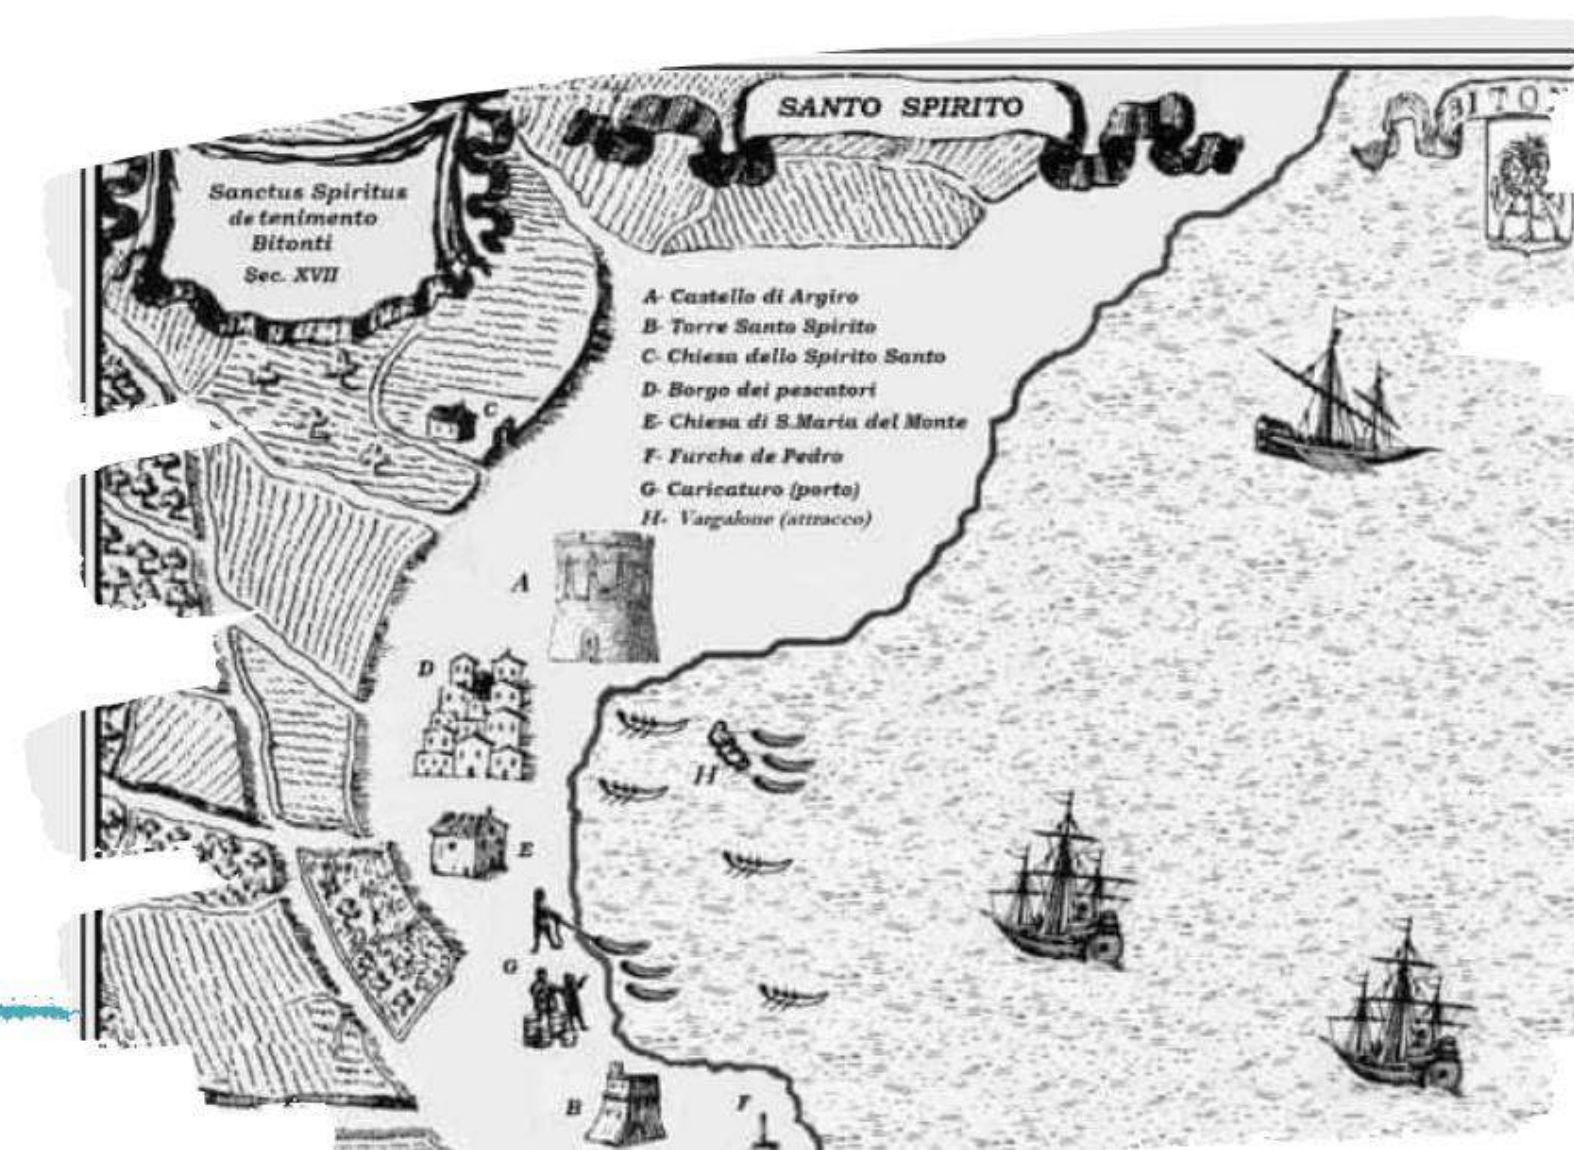 SANTO SPIRITO
BITON
Sanctus Spiritus
de tenimento
Bitonti
Sec. XVII
A- Castello di Argiro
B- Torre Santo Spirito
C- Chiesa dello Spirito Santo
D- Borgo dei pescatori
E- Chiesa di S.Maria del Monte
F- Furche de Pedro
G- Caricaturo (porto)
H- Vargalone (attracco)
C
A
D
H
E
G
B
F